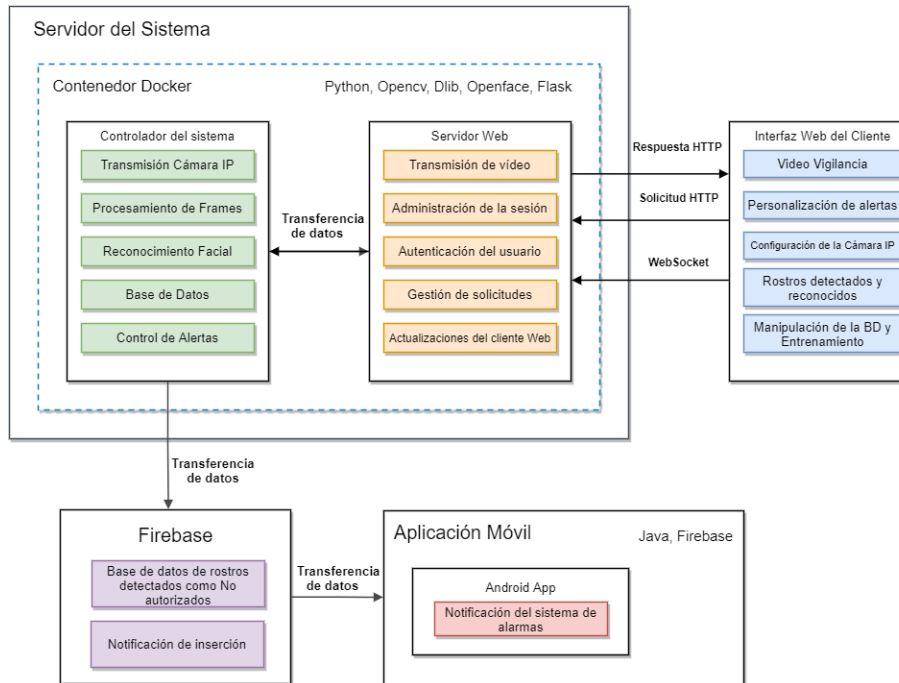 Servidor del Sistema
Contenedor Docker
Python, Opencv, Dlib, Openface, Flask
Controlador del sistema
Transmisión Cámara IP
Procesamiento de Frames
Reconocimiento Facial
Base de Datos
Control de Alertas
Transferencia
de datos
Servidor Web
Transmisión de vídeo
Administración de la sesión
Autenticación del usuario
Gestión de solicitudes
Actualizaciones del cliente Web
Respuesta HTTP
Solicitud HTTP
WebSocket
Interfaz Web del Cliente
Video Vigilancia
Personalización de alertas
Configuración de la Cámara IP
Rostros detectados y
reconocidos
Manipulación de la BD y
Entrenamiento
Transferencia
de datos
Firebase
Base de datos de rostros
detectados como No
autorizados
Notificación de inserción
Transferencia
de datos
Aplicación Móvil
Java, Firebase
Android App
Notificación del sistema de
alarmas